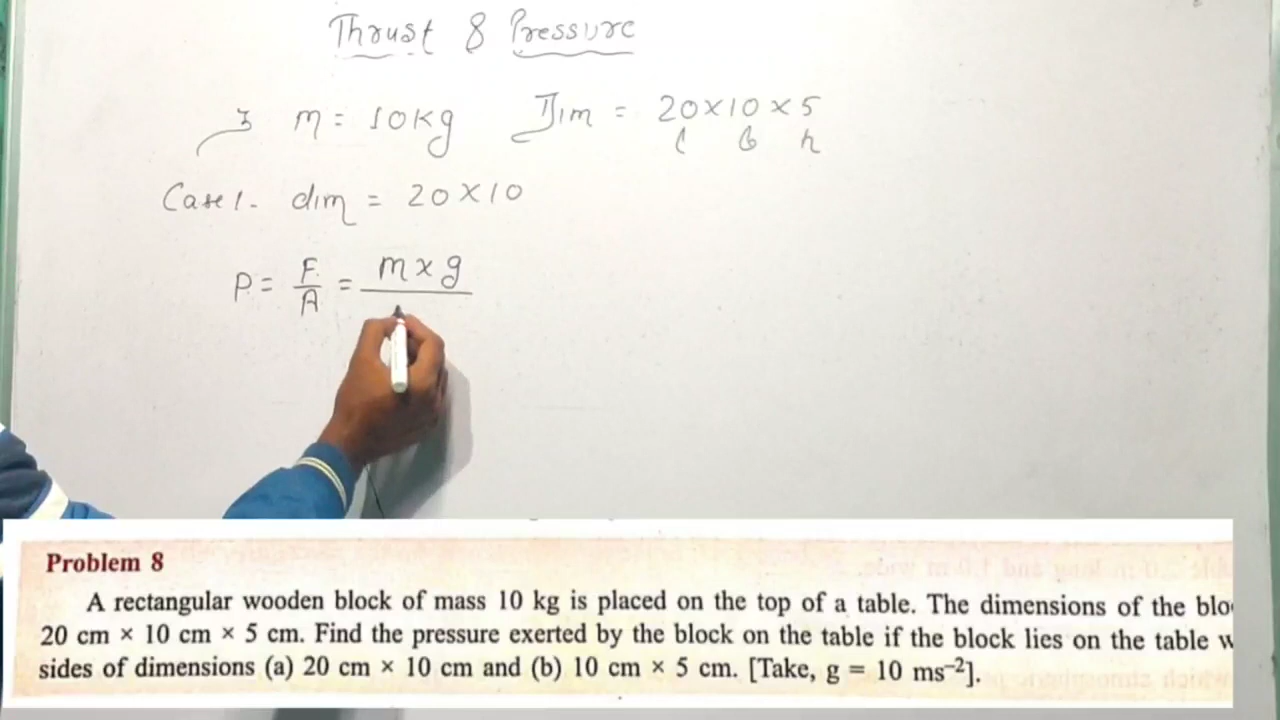 Thrust & Pressure
m = 10kg Dim = 20×10×5
l b h
Case 1. dim = 20×10
P = F/A = m×g
Problem 8
A rectangular wooden block of mass 10 kg is placed on the top of a table. The dimensions of the blo
20 cm × 10 cm × 5 cm. Find the pressure exerted by the block on the table if the block lies on the table w
sides of dimensions (a) 20 cm × 10 cm and (b) 10 cm × 5 cm. [Take, g = 10 ms⁻²].